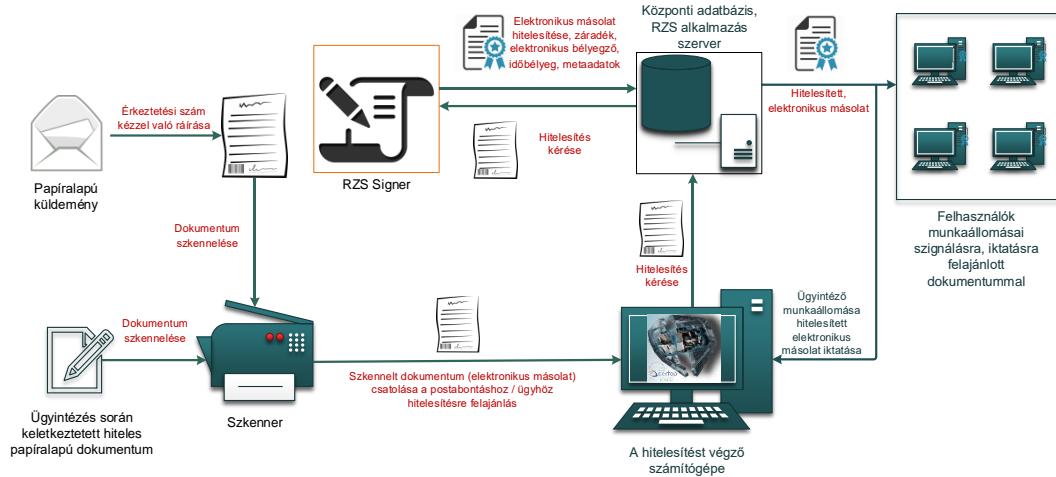 Elektronikus másolat
hitelesítése, záradék,
elektronikus bélyegző,
időbélyeg, metaadatok
Központi adatbázis,
RZS alkalmazás
szerver
Érkeztetési szám
kézzel való ráírása
Hitelesítés
kérése
Hitelesített,
elektronikus másolat
Papíralapú
küldemény
RZS Signer
Dokumentum
szkennelése
Hitelesítés
kérése
Felhasználók
munkaállomásai
szignálásra, iktatásra
felajánlott
dokumentummal
Dokumentum
szkennelése
Ügyintéző
munkaállomása
hitelesített
elektronikus
másolat iktatása
Szkennelt dokumentum (elektronikus másolat)
csatolása a postabontáshoz / ügyhöz
hitelesítésre felajánlás
Ügyintézés során
keletkeztetett hiteles
papíralapú dokumentum
Szkenner
A hitelesítést végző
számítógépe